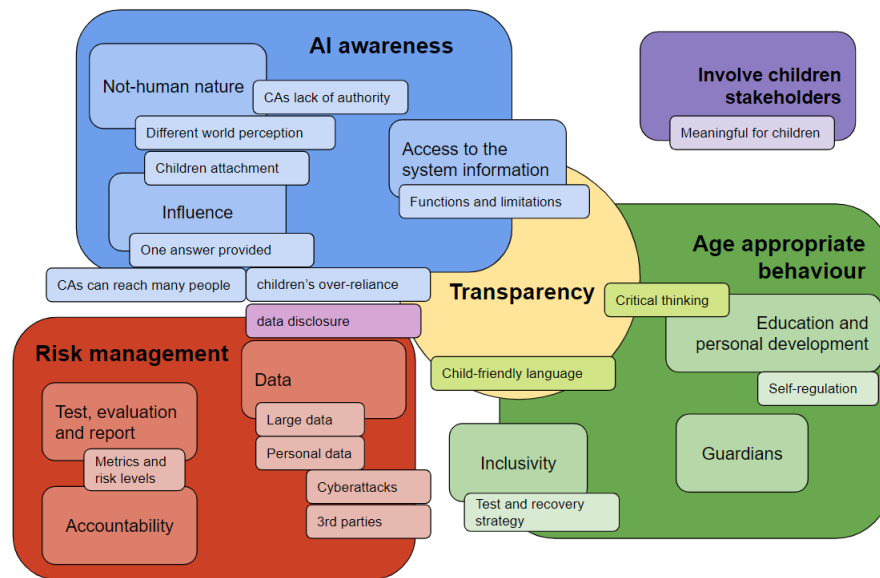 AI awareness
Not-human nature
CAs lack of authority
Different world perception
Children attachment
Influence
One answer provided
CAs can reach many people
children's over-reliance
data disclosure
Access to the
system information
Functions and limitations
Involve children
stakeholders
Meaningful for children
Transparency
Age appropriate
behaviour
Critical thinking
Education and
personal development
Self-regulation
Child-friendly language
Guardians
Inclusivity
Test and recovery
strategy
Risk management
Data
Large data
Personal data
Cyberattacks
3rd parties
Test, evaluation
and report
Metrics and
risk levels
Accountability